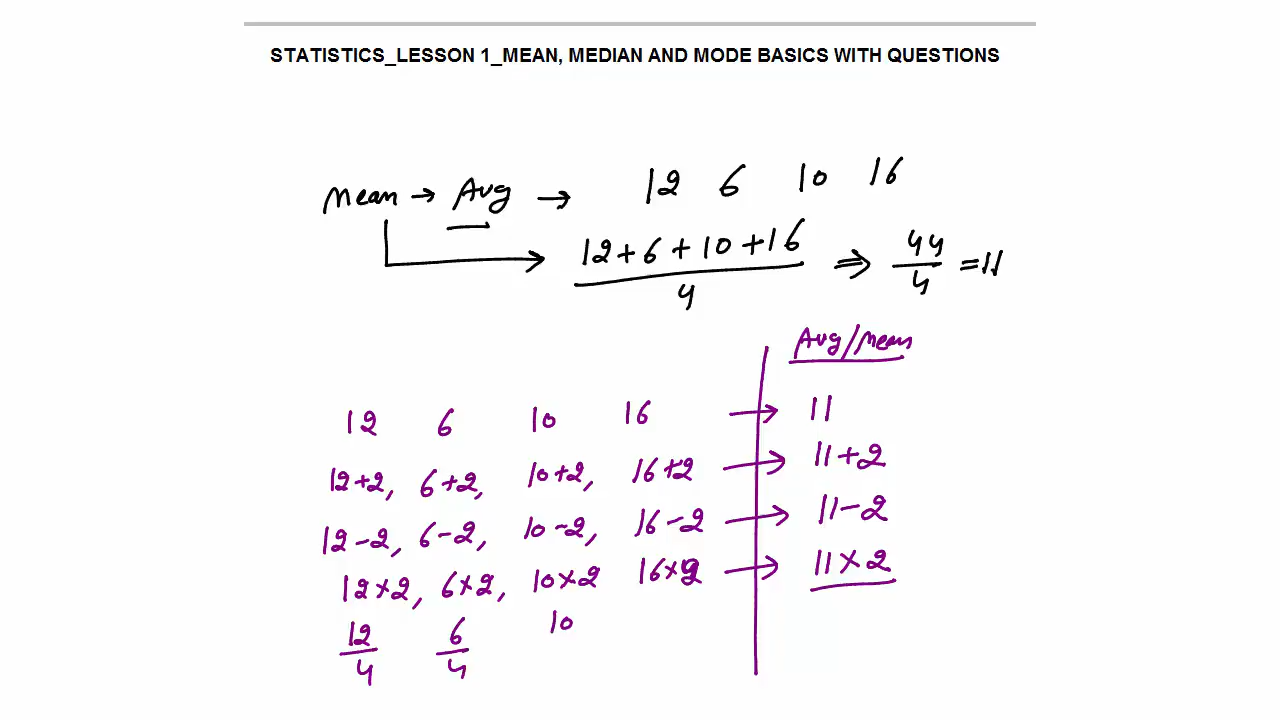 STATISTICS_LESSON 1_MEAN, MEDIAN AND MODE BASICS WITH QUESTIONS
Mean → Avg → 12 6 10 16
12+6+10+16 / 4 ⇒ 44 / 4 = 11
Avg/Mean
12 6 10 16 → 11
12+2, 6+2, 10+2, 16+2 → 11+2
12-2, 6-2, 10-2, 16-2 → 11-2
12×2, 6×2, 10×2 16×2 → 11×2
12/4 6/4 10